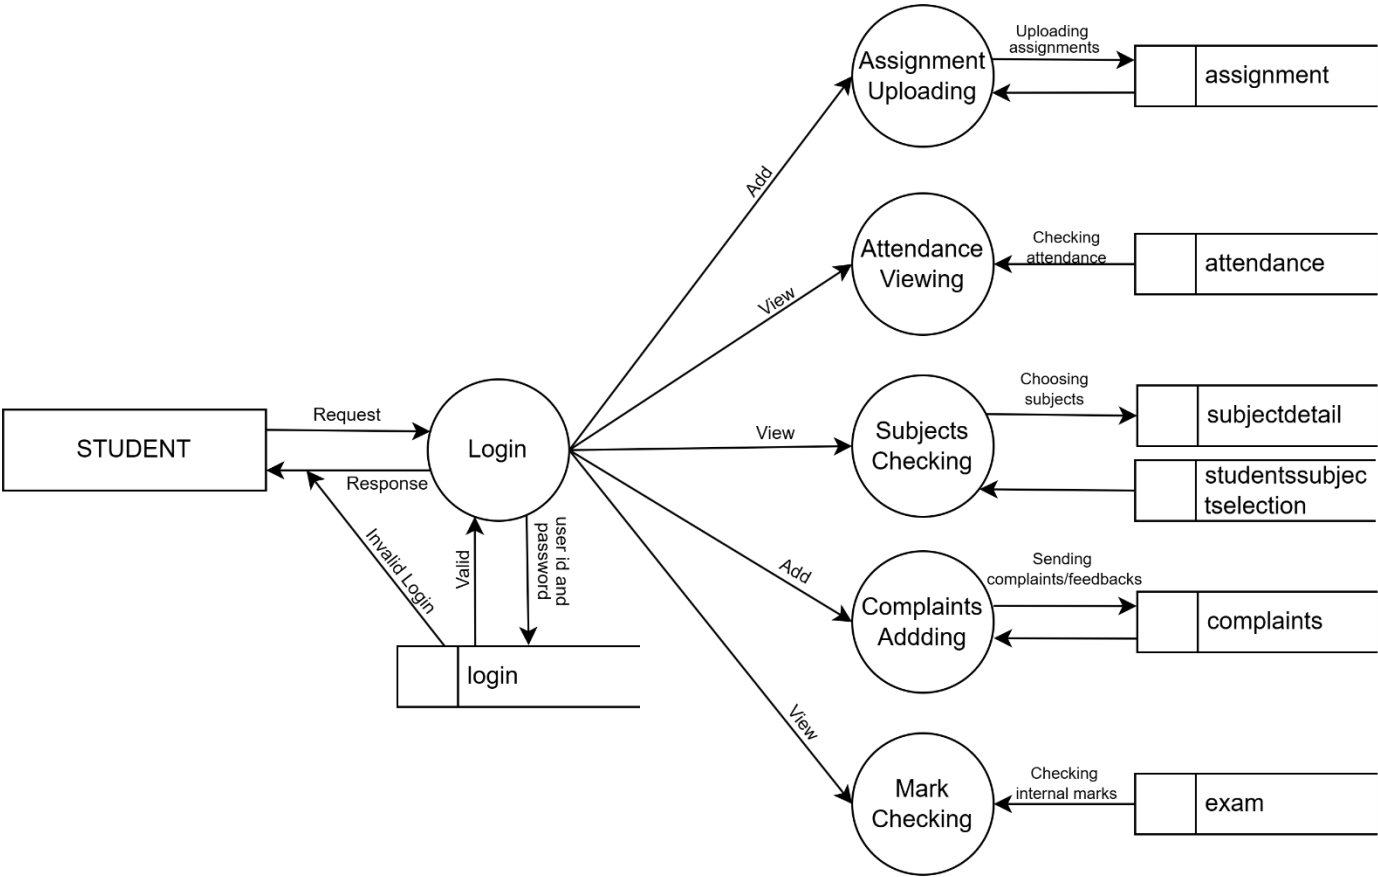 Uploading
assignments
Assignment
Uploading
assignment
Add
Checking
attendance
Attendance
Viewing
attendance
View
Choosing
subjects
subjectdetail
Request
STUDENT
Login
View
Subjects
Checking
Response
studentssubjec
tselection
Invalid Login
Valid
user id and
password
Add
Sending
complaints/feedbacks
Complaints
Addding
complaints
login
View
Checking
internal marks
Mark
Checking
exam